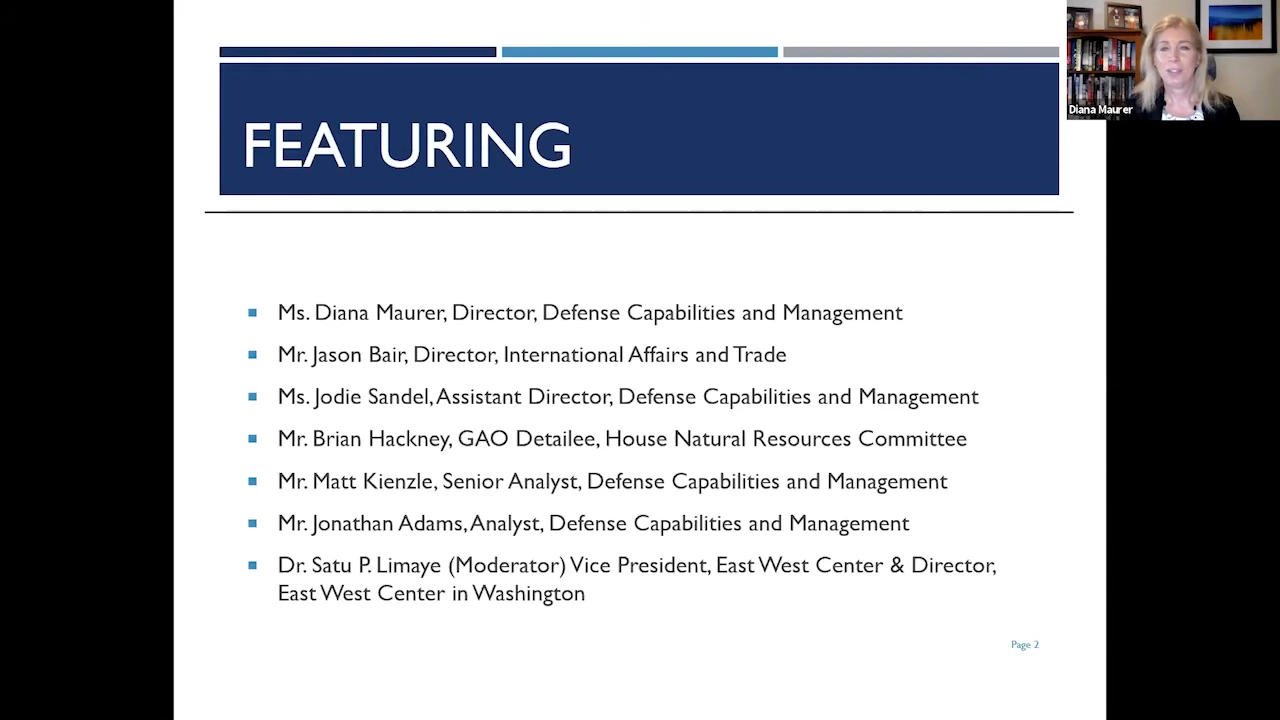 Diana Maurer
FEATURING
Ms. Diana Maurer, Director, Defense Capabilities and Management
Mr. Jason Bair, Director, International Affairs and Trade
Ms. Jodie Sandel, Assistant Director, Defense Capabilities and Management
Mr. Brian Hackney, GAO Detailee, House Natural Resources Committee
Mr. Matt Kienzle, Senior Analyst, Defense Capabilities and Management
Mr. Jonathan Adams, Analyst, Defense Capabilities and Management
Dr. Satu P. Limaye (Moderator) Vice President, East West Center & Director,
East West Center in Washington
Page 2